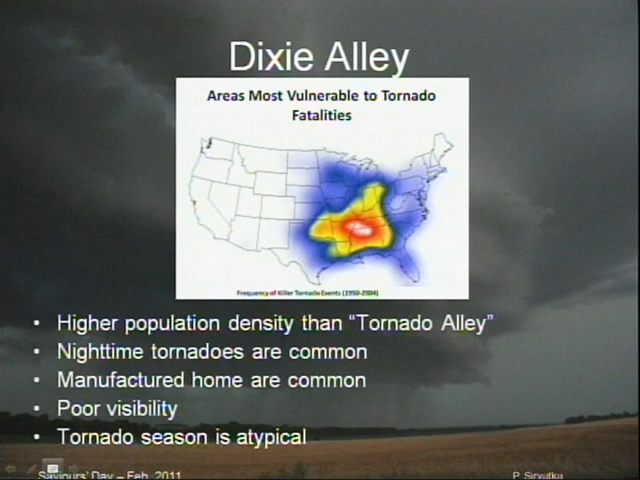 Dixie Alley
Areas Most Vulnerable to Tornado
Fatalities
Frequency of Killer Tornado Events (1950-2004)
• Higher population density than “Tornado Alley”
• Nighttime tornadoes are common
• Manufactured home are common
• Poor visibility
• Tornado season is atypical
Saviours' Day – Feb. 2011
P. Sirvatka